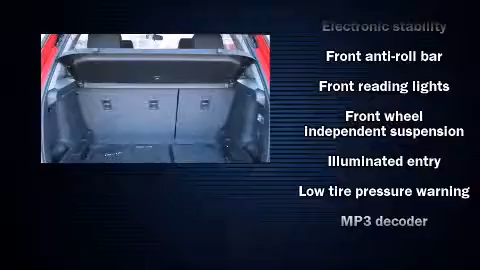 Electronic stability
Front anti-roll bar
Front reading lights
Front wheel
independent suspension
Illuminated entry
Low tire pressure warning
MP3 decoder